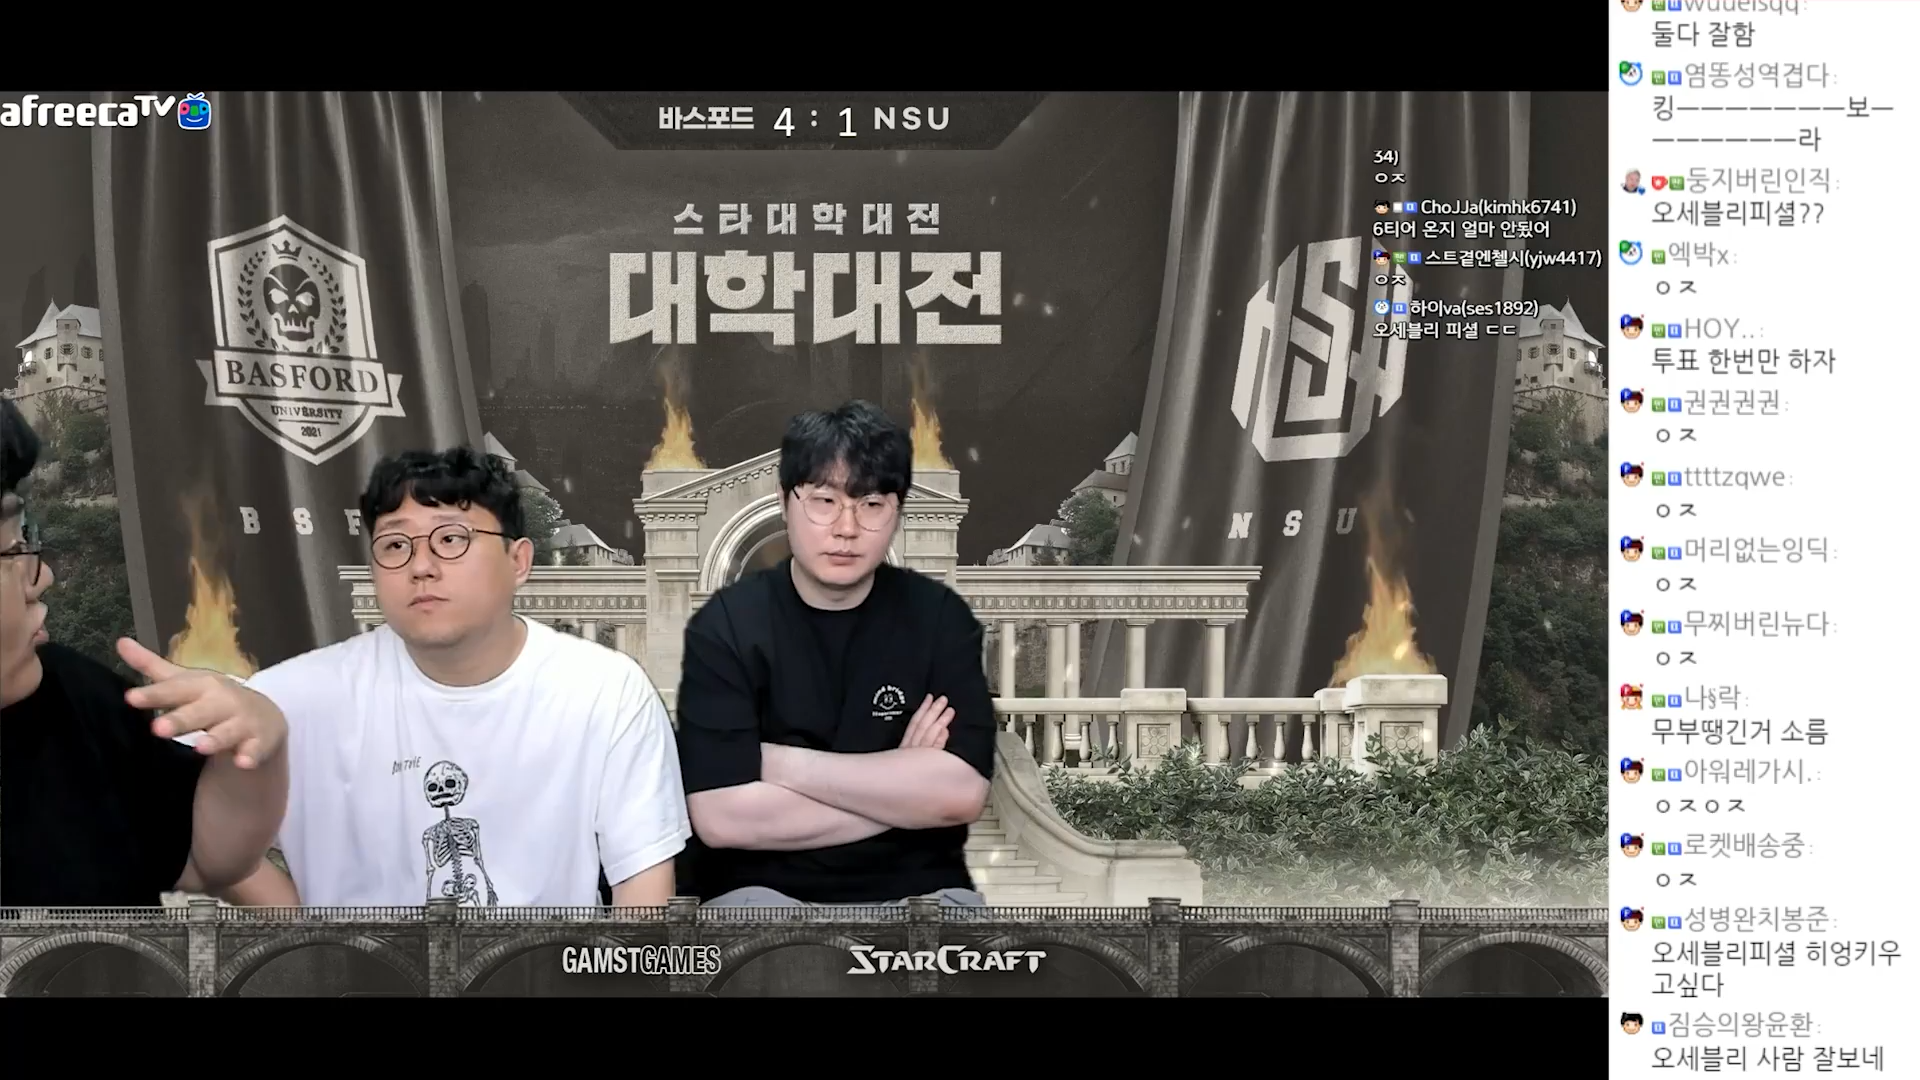 afreecaTV
바스포드 4 : 1 NSU
스타대학대전
대학대전
BASFORD
UNIVERSITY
2021
B S F
NSU
N S U
34)
ㅇㅈ
ChoJJa(kimhk6741)
6티어 온지 얼마 안됬어
스트곁엔첼시(yjw4417)
ㅇㅈ
하이va(ses1892)
오세블리 피셜 ㄷㄷ
GAMSTGAMES
STARCRAFT
둘다 잘함
염똥성역겹다:
킹ㅡㅡㅡㅡㅡㅡㅡ보ㅡ
ㅡㅡㅡㅡㅡㅡ라
둥지버린인직:
오세블리피셜??
엑박x:
ㅇㅈ
HOY..:
투표 한번만 하자
권권권권:
ㅇㅈ
ttttzqwe:
ㅇㅈ
머리없는잉딕:
ㅇㅈ
무찌버린뉴다:
ㅇㅈ
나§락:
무부땡긴거 소름
아워레가시.:
ㅇㅈㅇㅈ
로켓배송중:
ㅇㅈ
성병완치봉준:
오세블리피셜 히엉키우
고싶다
짐승의왕윤환:
오세블리 사람 잘보네